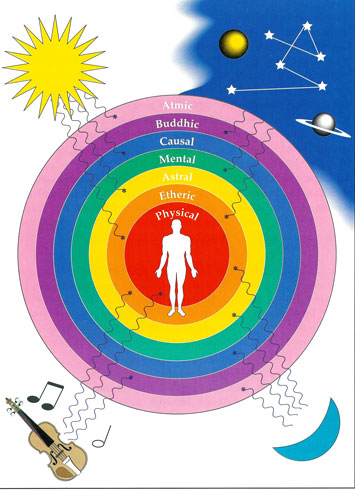 Atmic
Buddhic
Causal
Mental
Astral
Etheric
Physical